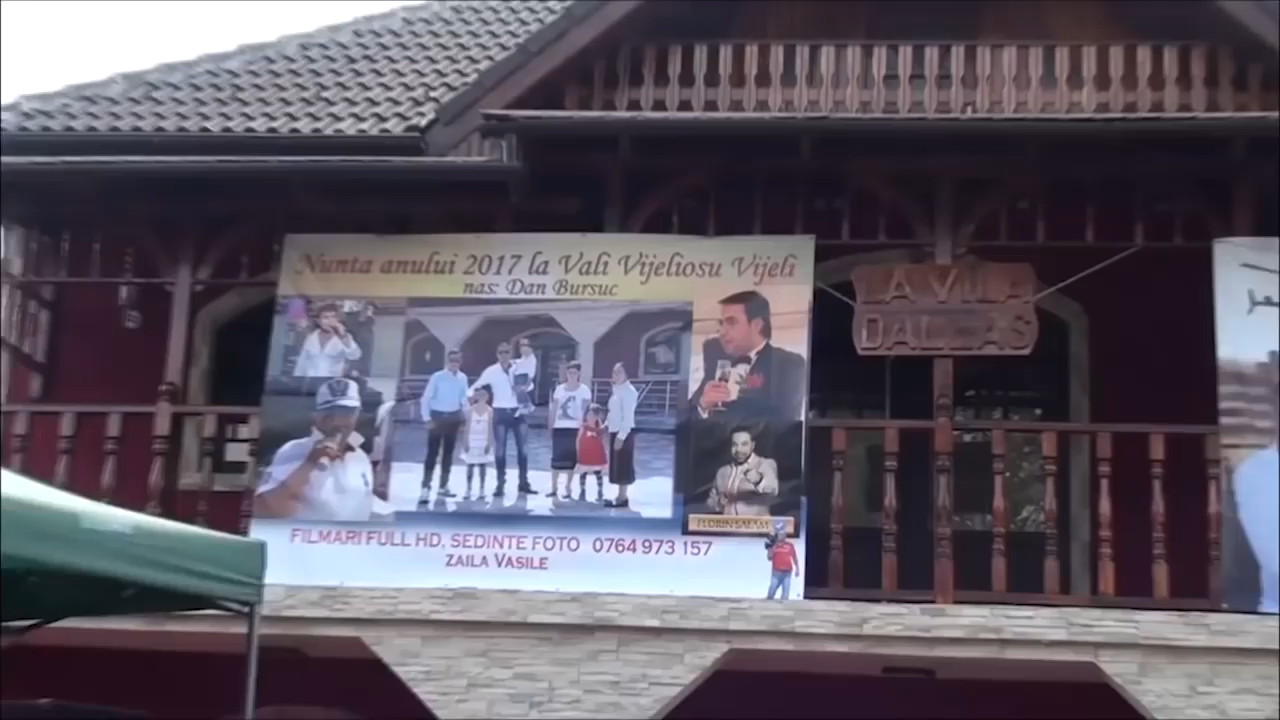 Nunta anului 2017 la Vali Vijeliosu Vijeli
nas: Dan Bursuc
LA VILA
DALLAS
FLORIN SALAM
FILMARI FULL HD, SEDINTE FOTO 0764 973 157
ZAILA VASILE